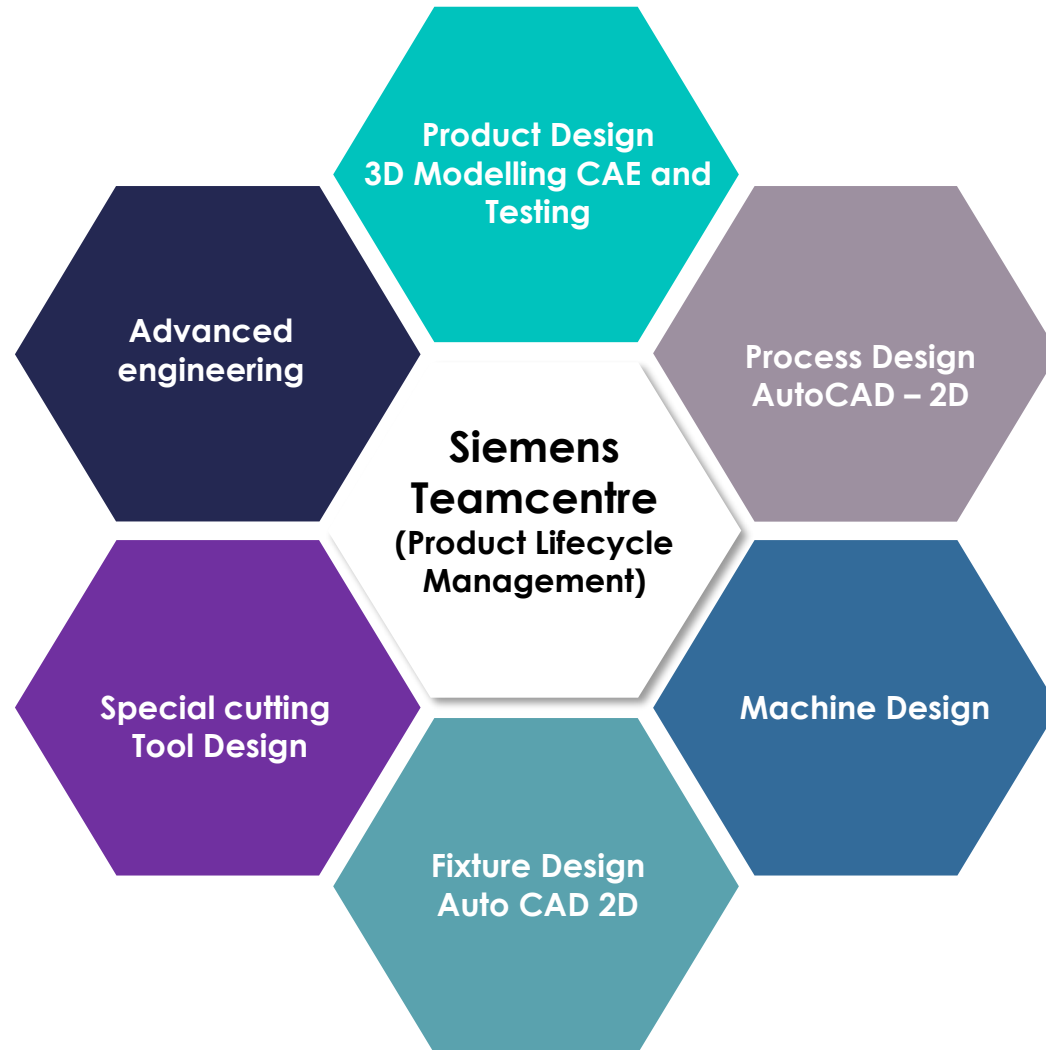 Product Design
3D Modelling CAE and
Testing
Advanced
engineering
Process Design
AutoCAD – 2D
Siemens
Teamcentre
(Product Lifecycle
Management)
Special cutting
Tool Design
Machine Design
Fixture Design
Auto CAD 2D